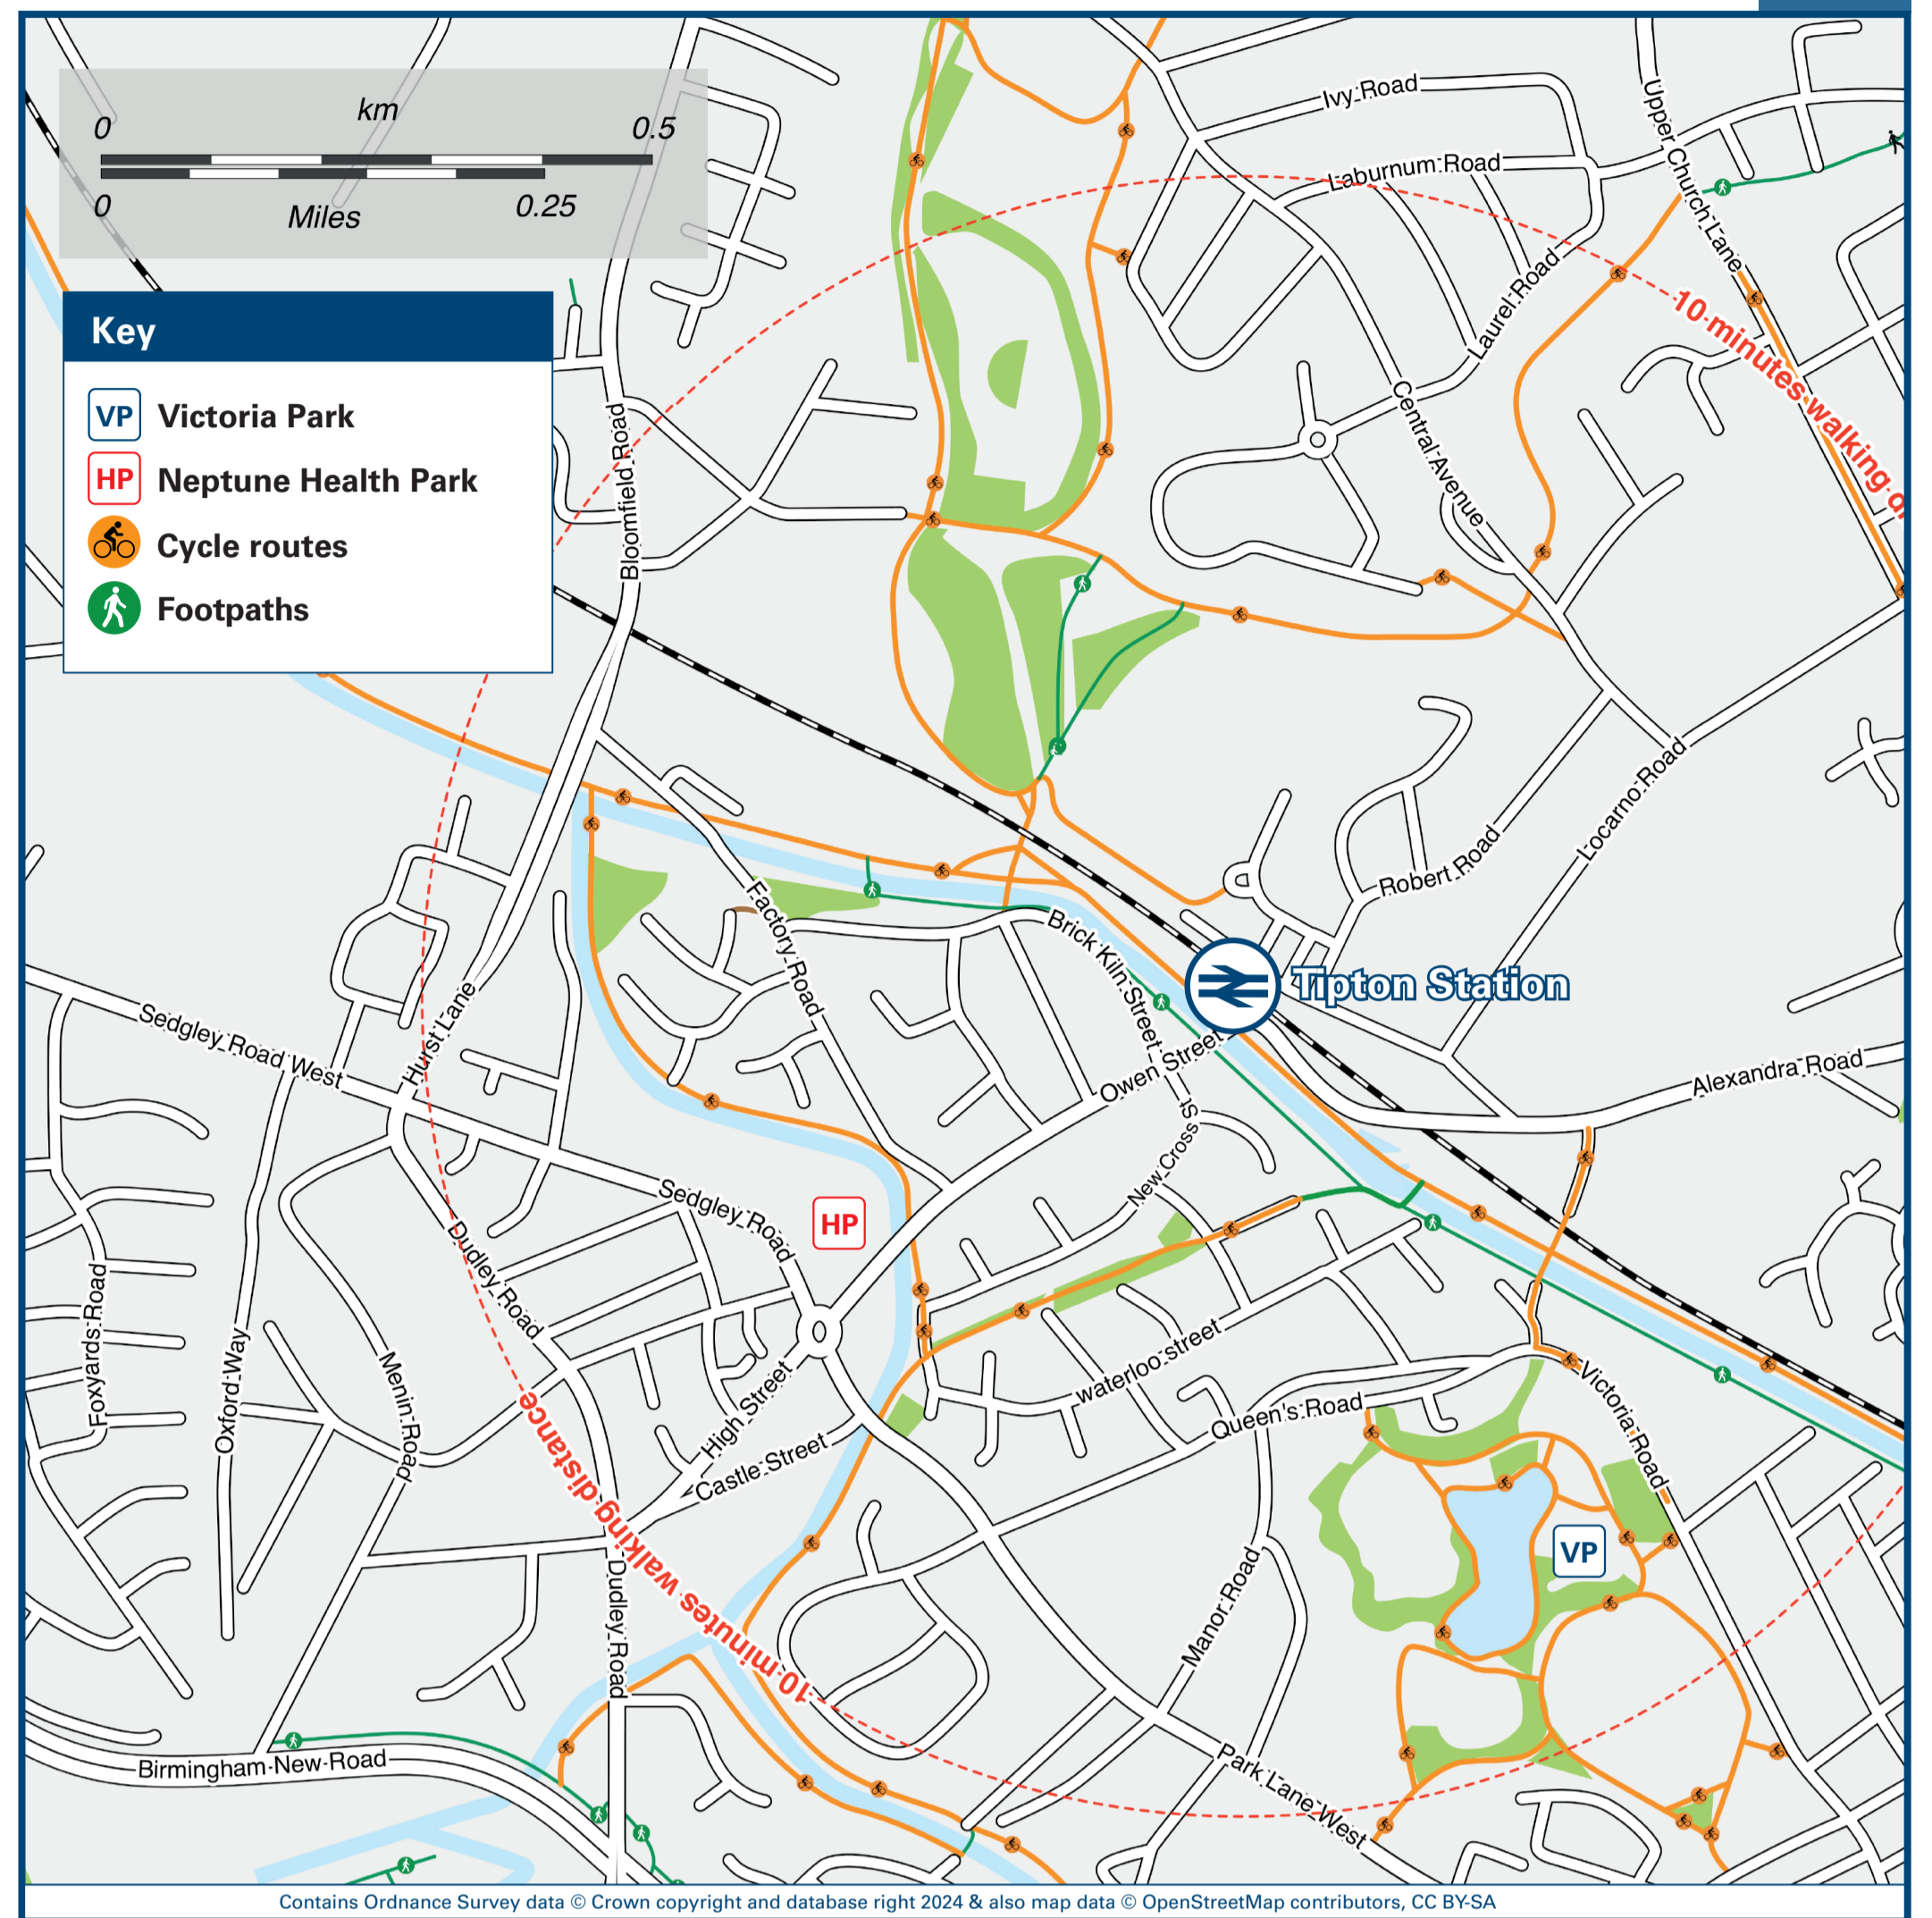 km
0 0.5
0 Miles 0.25
Key
VP Victoria Park
HP Neptune Health Park
Cycle routes
Footpaths
Ivy Road
Upper Church Lane
Laburnum Road
Laurel Road
10 minutes walking di
Central Avenue
Bloomfield Road
Locarno Road
Robert Road
Factory Road
Brick Kiln Street
Tipton Station
Sedgley Road West
Hurst Lane
Owen Street
Alexandra Road
New Cross St
Sedgley Road
HP
Dudley Road
Foxyards Road
Oxford Way
Menin Road
High Street
Castle Street
waterloo street
Queen's Road
Victoria Road
10 minutes walking distance
VP
Dudley Road
Manor Road
Birmingham New Road
Park Lane West
Contains Ordnance Survey data © Crown copyright and database right 2024 & also map data © OpenStreetMap contributors, CC BY-SA